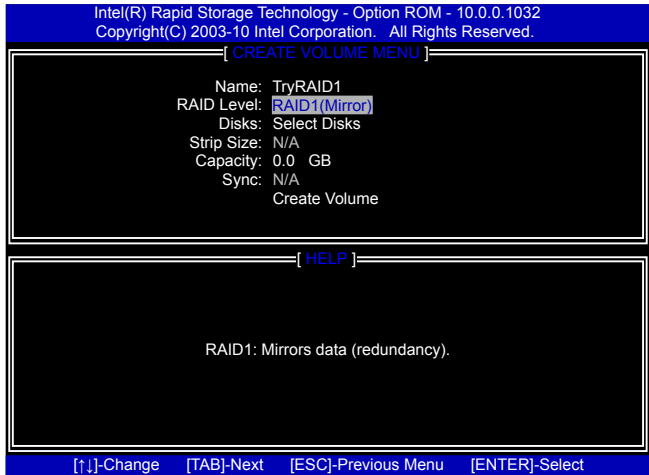 Intel(R) Rapid Storage Technology - Option ROM - 10.0.0.1032
Copyright(C) 2003-10 Intel Corporation. All Rights Reserved.
[ CREATE VOLUME MENU ]
Name: TryRAID1
RAID Level: RAID1(Mirror)
Disks: Select Disks
Strip Size: N/A
Capacity: 0.0 GB
Sync: N/A
Create Volume
[ HELP ]
RAID1: Mirrors data (redundancy).
[↑↓]-Change [TAB]-Next [ESC]-Previous Menu [ENTER]-Select